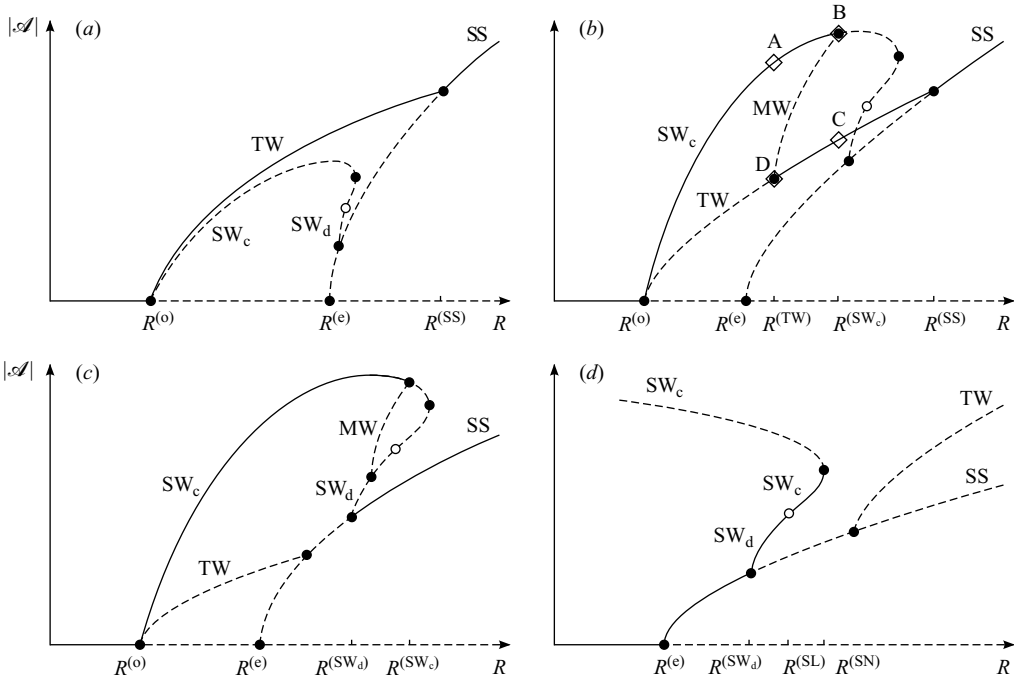 |𝒜| (a) SS
TW
SW_c SW_d
R^(o) R^(e) R^(SS) R
(b) A B SS
MW
SW_c C
D
TW
R^(o) R^(e) R^(TW) R^(SW_c) R^(SS) R
|𝒜| (c)
MW SS
SW_c SW_d
TW
R^(o) R^(e) R^(SW_d) R^(SW_c) R
(d) SW_c TW
SW_c SS
SW_d
R^(e) R^(SW_d) R^(SL) R^(SN) R